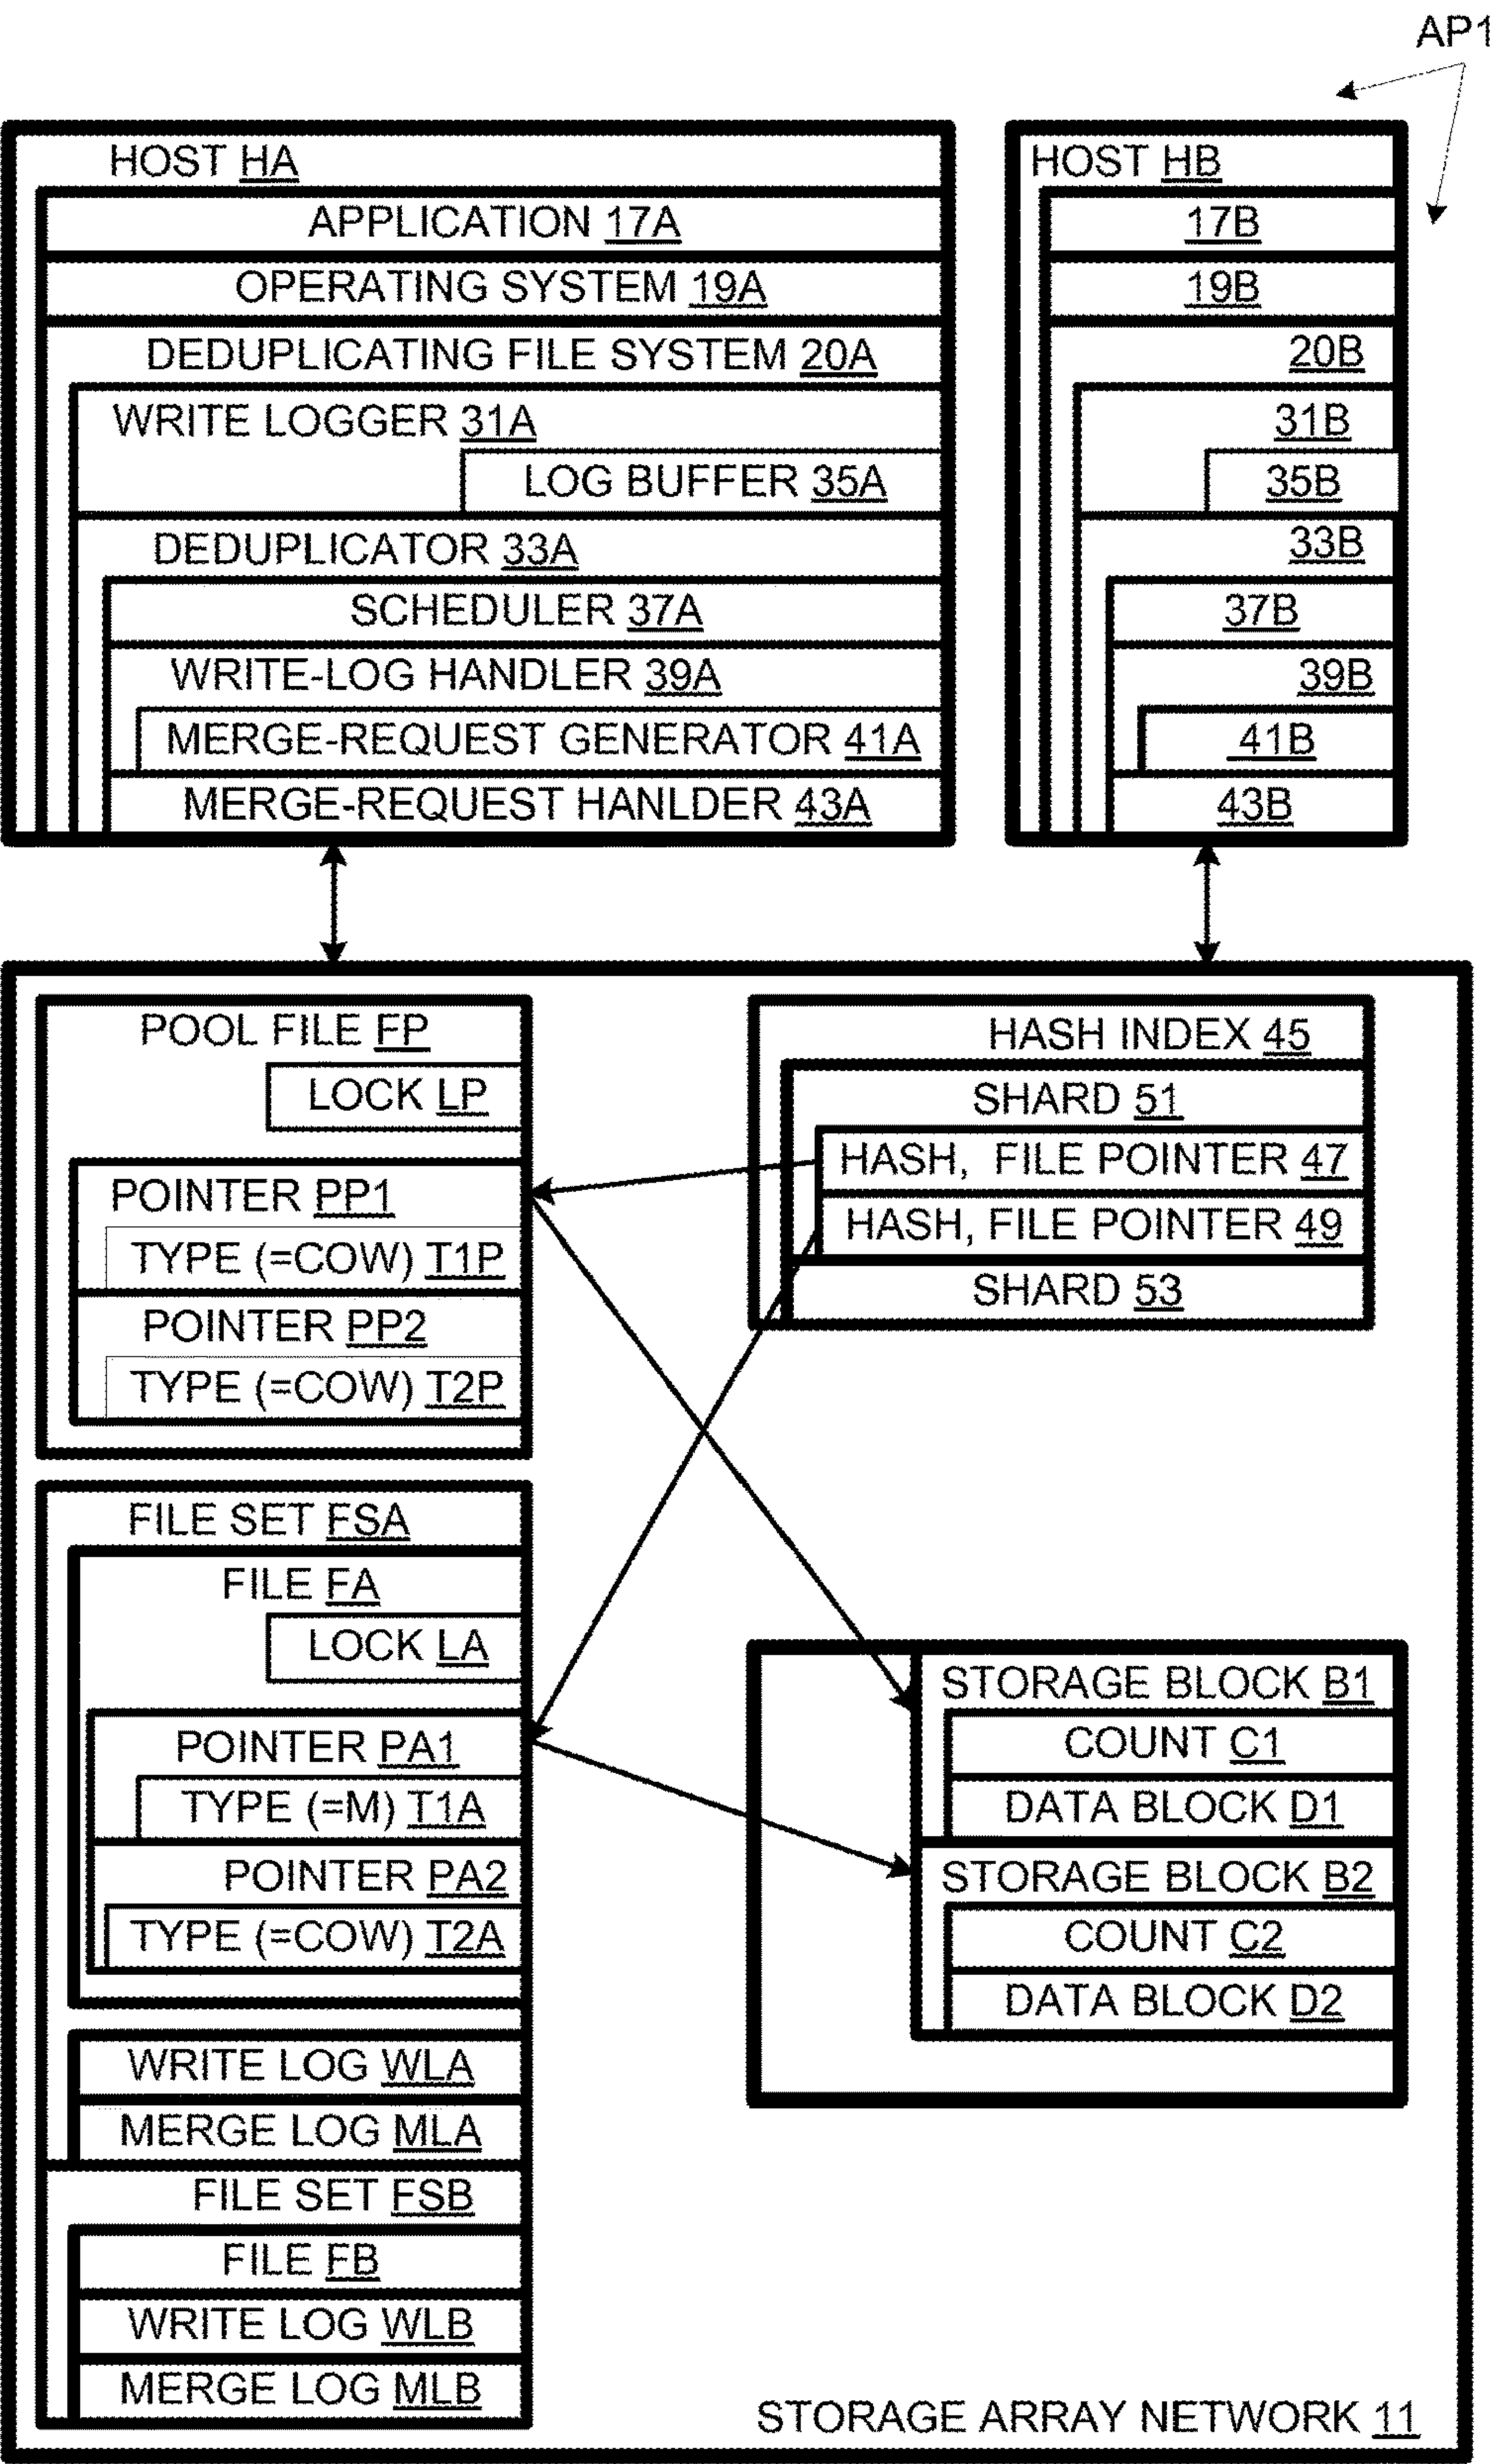 AP1
HOST HA
APPLICATION 17A
OPERATING SYSTEM 19A
DEDUPLICATING FILE SYSTEM 20A
WRITE LOGGER 31A
LOG BUFFER 35A
DEDUPLICATOR 33A
SCHEDULER 37A
WRITE-LOG HANDLER 39A
MERGE-REQUEST GENERATOR 41A
MERGE-REQUEST HANLDER 43A
HOST HB
17B
19B
20B
31B
35B
33B
37B
39B
41B
43B
POOL FILE FP
LOCK LP
POINTER PP1
TYPE (=COW) T1P
POINTER PP2
TYPE (=COW) T2P
HASH INDEX 45
SHARD 51
HASH, FILE POINTER 47
HASH, FILE POINTER 49
SHARD 53
FILE SET FSA
FILE FA
LOCK LA
POINTER PA1
TYPE (=M) T1A
POINTER PA2
TYPE (=COW) T2A
WRITE LOG WLA
MERGE LOG MLA
FILE SET FSB
FILE FB
WRITE LOG WLB
MERGE LOG MLB
STORAGE BLOCK B1
COUNT C1
DATA BLOCK D1
STORAGE BLOCK B2
COUNT C2
DATA BLOCK D2
STORAGE ARRAY NETWORK 11